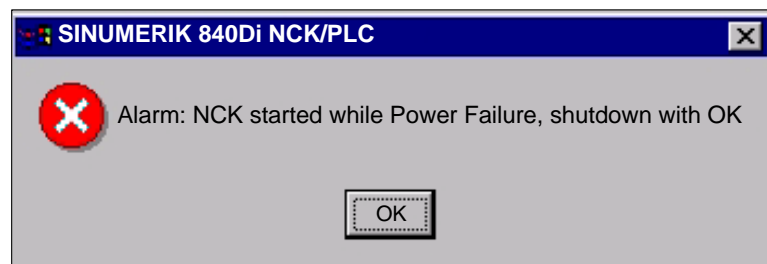 SINUMERIK 840Di NCK/PLC
Alarm: NCK started while Power Failure, shutdown with OK
OK